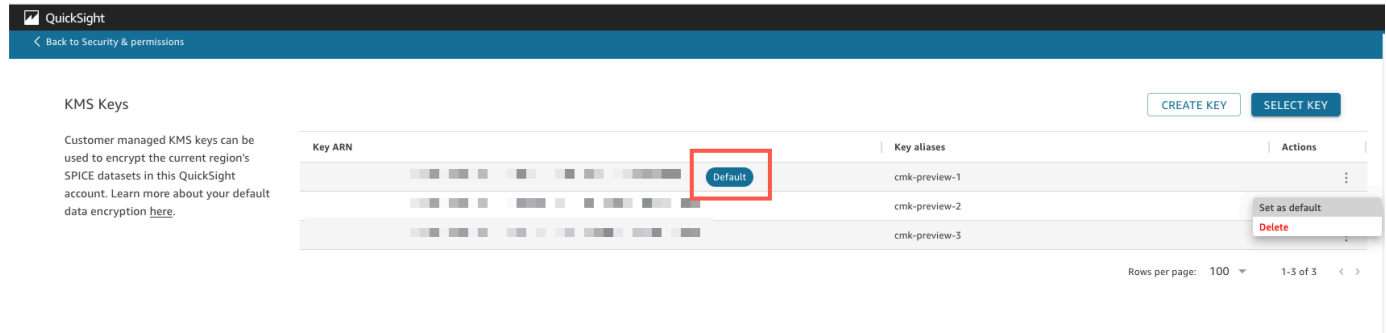 QuickSight
Back to Security & permissions
KMS Keys
CREATE KEY
SELECT KEY
Customer managed KMS keys can be
used to encrypt the current region's
SPICE datasets in this QuickSight
account. Learn more about your default
data encryption here.
Key ARN
Key aliases
Actions
Default
cmk-preview-1
cmk-preview-2
Set as default
Delete
cmk-preview-3
Rows per page: 100
1-3 of 3